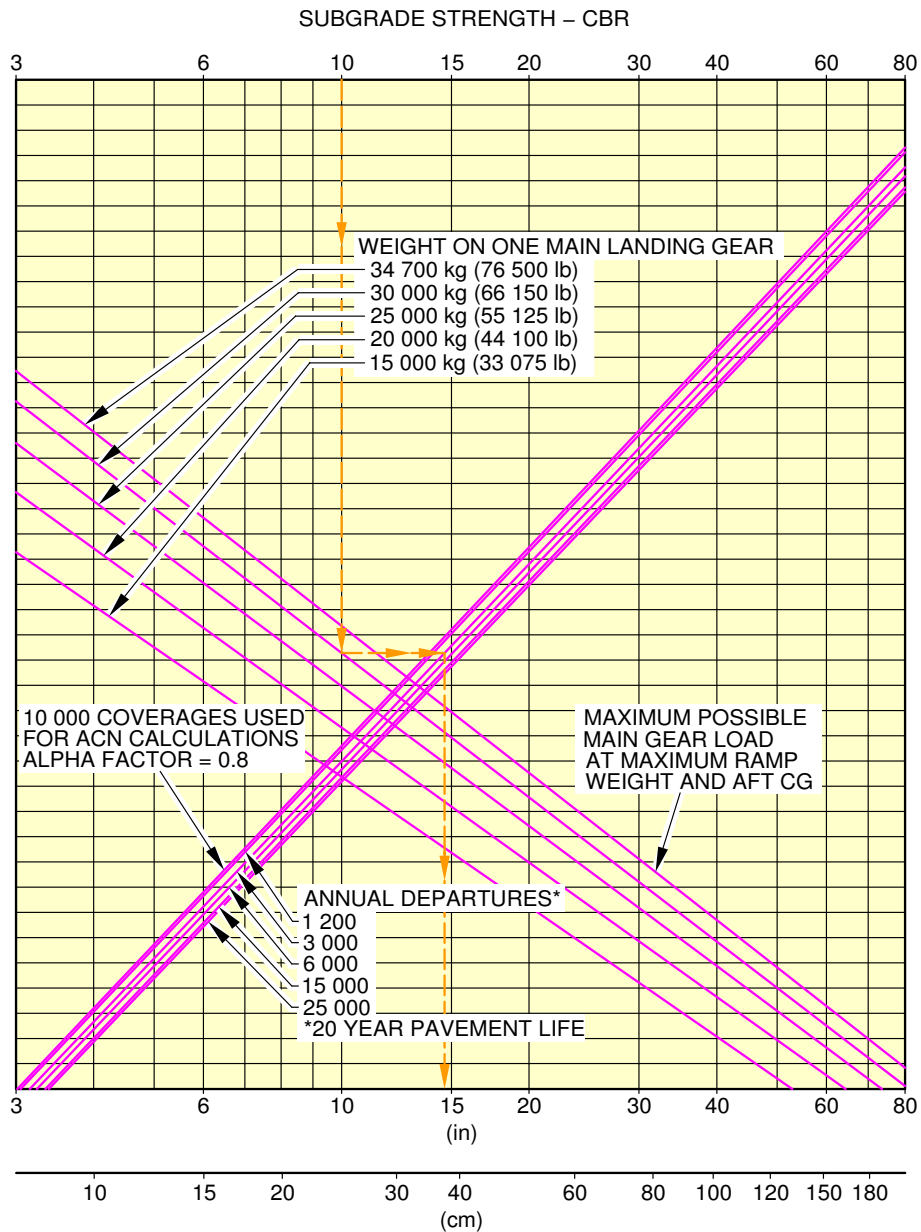 SUBGRADE STRENGTH – CBR
3 6 10 15 20 30 40 60 80
WEIGHT ON ONE MAIN LANDING GEAR
34 700 kg (76 500 lb)
30 000 kg (66 150 lb)
25 000 kg (55 125 lb)
20 000 kg (44 100 lb)
15 000 kg (33 075 lb)
10 000 COVERAGES USED
FOR ACN CALCULATIONS
ALPHA FACTOR = 0.8
MAXIMUM POSSIBLE
MAIN GEAR LOAD
AT MAXIMUM RAMP
WEIGHT AND AFT CG
ANNUAL DEPARTURES*
1 200
3 000
6 000
15 000
25 000
*20 YEAR PAVEMENT LIFE
3 6 10 15 20 30 40 60 80
(in)
10 15 20 30 40 60 80 100 120 150 180
(cm)